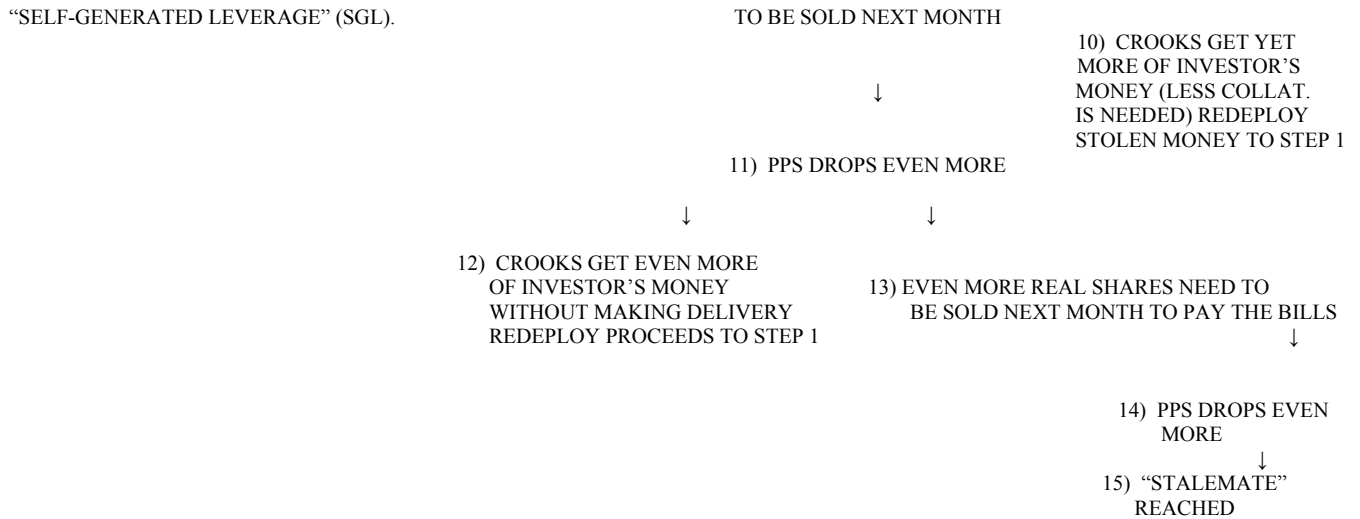 “SELF-GENERATED LEVERAGE” (SGL).
TO BE SOLD NEXT MONTH
10) CROOKS GET YET
MORE OF INVESTOR’S
MONEY (LESS COLLAT.
IS NEEDED) REDEPLOY
STOLEN MONEY TO STEP 1
↓
11) PPS DROPS EVEN MORE
↓ ↓
12) CROOKS GET EVEN MORE
OF INVESTOR’S MONEY
WITHOUT MAKING DELIVERY
REDEPLOY PROCEEDS TO STEP 1
13) EVEN MORE REAL SHARES NEED TO
BE SOLD NEXT MONTH TO PAY THE BILLS
↓
14) PPS DROPS EVEN
MORE
↓
15) “STALEMATE”
REACHED